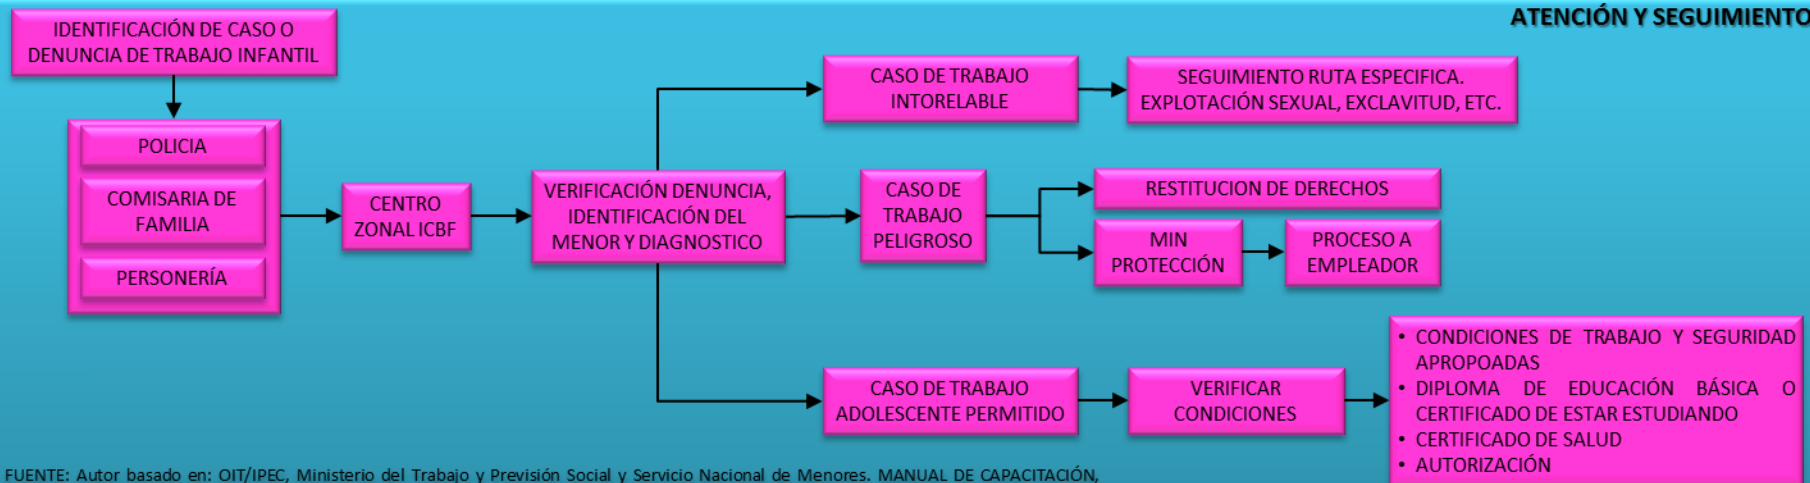 ATENCIÓN Y SEGUIMIENTO
IDENTIFICACIÓN DE CASO O
DENUNCIA DE TRABAJO INFANTIL
POLICIA
COMISARIA DE
FAMILIA
PERSONERÍA
CENTRO
ZONAL ICBF
VERIFICACIÓN DENUNCIA,
IDENTIFICACIÓN DEL
MENOR Y DIAGNOSTICO
CASO DE TRABAJO
INTORELABLE
SEGUIMIENTO RUTA ESPECIFICA.
EXPLOTACIÓN SEXUAL, EXCLAVITUD, ETC.
CASO DE
TRABAJO
PELIGROSO
RESTITUCION DE DERECHOS
MIN
PROTECCIÓN
PROCESO A
EMPLEADOR
CASO DE TRABAJO
ADOLESCENTE PERMITIDO
VERIFICAR
CONDICIONES
• CONDICIONES DE TRABAJO Y SEGURIDAD
APROPOADAS
• DIPLOMA DE EDUCACIÓN BÁSICA O
CERTIFICADO DE ESTAR ESTUDIANDO
• CERTIFICADO DE SALUD
• AUTORIZACIÓN
FUENTE: Autor basado en: OIT/IPEC, Ministerio del Trabajo y Previsión Social y Servicio Nacional de Menores. MANUAL DE CAPACITACIÓN,